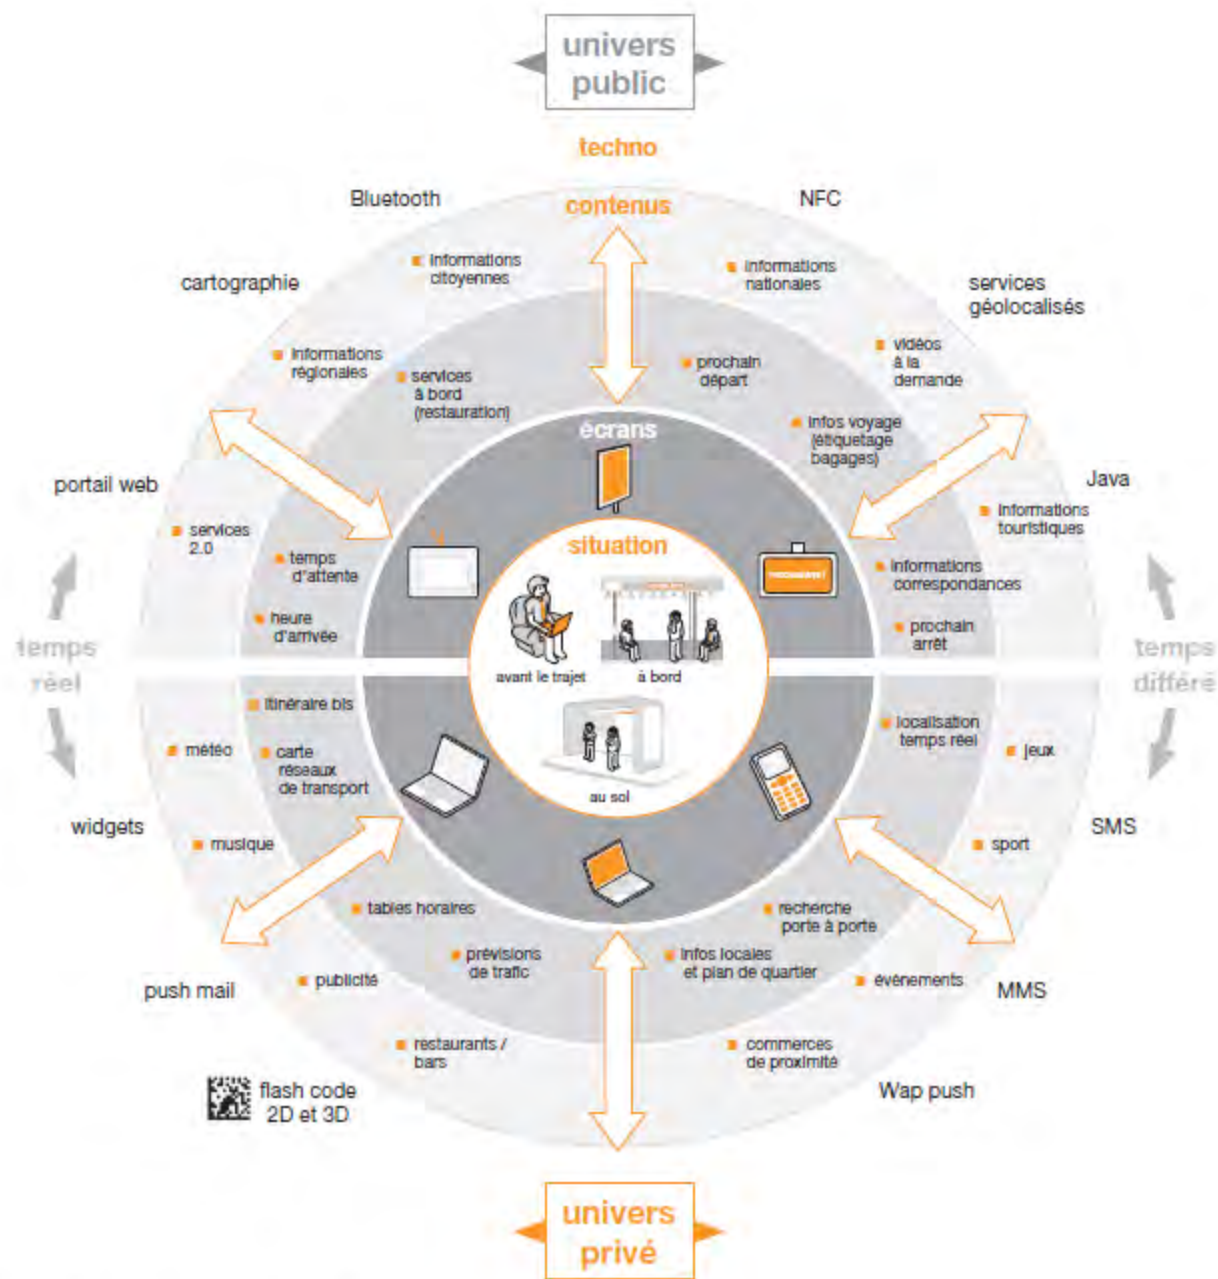 univers
public
techno
Bluetooth
contenus
NFC
informations
citoyennes
informations
nationales
cartographie
services
géolocalisés
informations
régionales
vidéos
à la
demande
services
à bord
(restauration)
prochain
départ
écrans
infos voyage
(étiquetage
bagages)
portail web
Java
services
2.0
informations
touristiques
situation
temps
d'attente
informations
correspondances
heure
d'arrivée
prochain
arrêt
temps
réel
temps
différé
avant le trajet
à bord
itinéraire bis
localisation
temps réel
météo
carte
réseaux
de transport
jeux
au sol
widgets
SMS
musique
sport
tables horaires
recherche
porte à porte
prévisions
de trafic
infos locales
et plan de quartier
push mail
publicité
événements
MMS
restaurants /
bars
commerces
de proximité
flash code
2D et 3D
Wap push
univers
privé